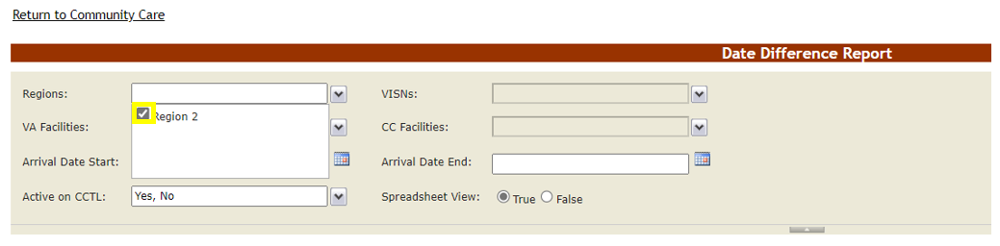 Return to Community Care
Date Difference Report
Regions: VISNs:
Region 2
VA Facilities: CC Facilities:
Arrival Date Start: Arrival Date End:
Active on CCTL: Yes, No Spreadsheet View: True False